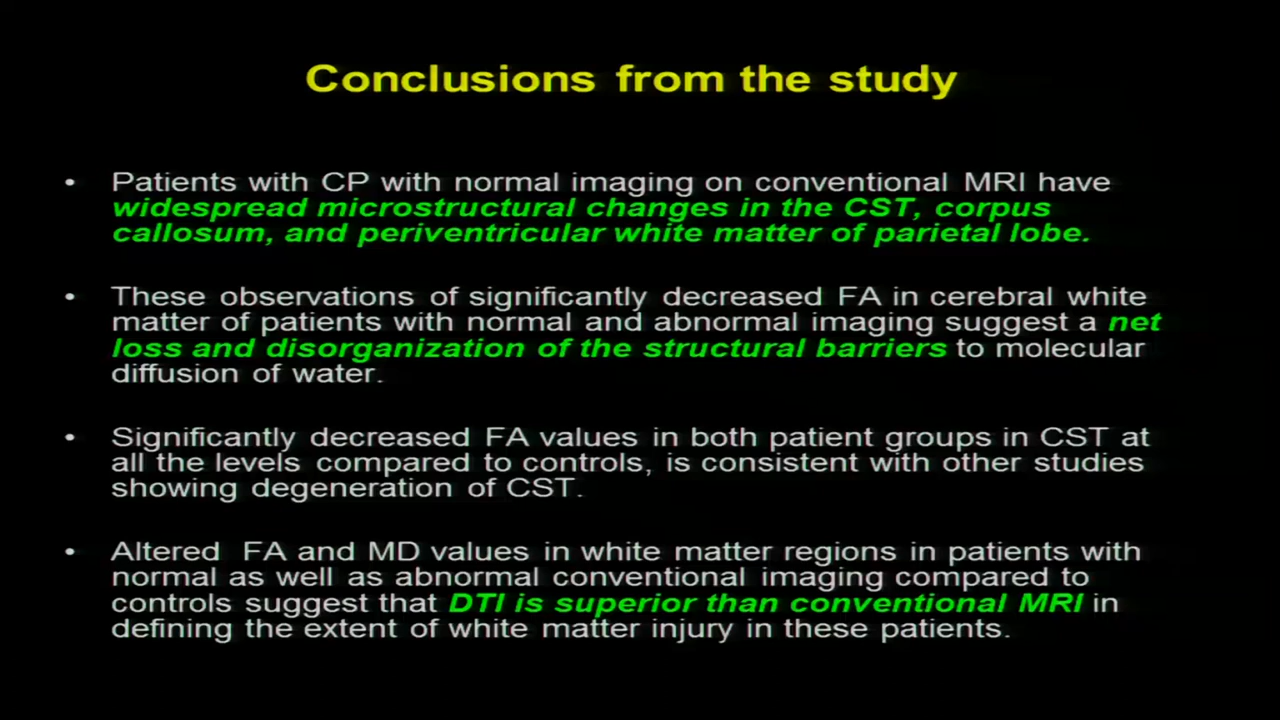 Conclusions from the study
• Patients with CP with normal imaging on conventional MRI have
widespread microstructural changes in the CST, corpus
callosum, and periventricular white matter of parietal lobe.
• These observations of significantly decreased FA in cerebral white
matter of patients with normal and abnormal imaging suggest a net
loss and disorganization of the structural barriers to molecular
diffusion of water.
• Significantly decreased FA values in both patient groups in CST at
all the levels compared to controls, is consistent with other studies
showing degeneration of CST.
• Altered FA and MD values in white matter regions in patients with
normal as well as abnormal conventional imaging compared to
controls suggest that DTI is superior than conventional MRI in
defining the extent of white matter injury in these patients.